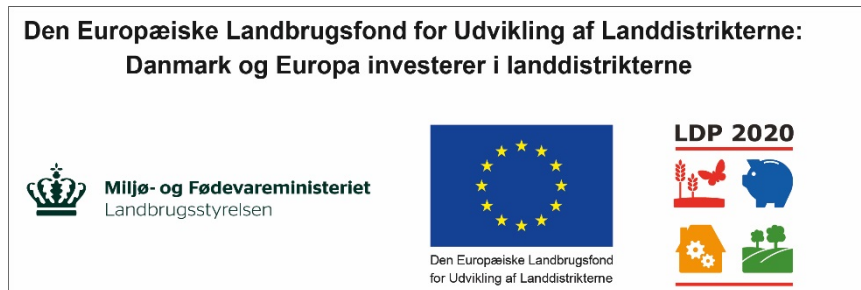 Den Europæiske Landbrugsfond for Udvikling af Landdistrikterne:
Danmark og Europa investerer i landdistrikterne
LDP 2020
Miljø- og Fødevareministeriet
Landbrugsstyrelsen
Den Europæiske Landbrugsfond
for Udvikling af Landdistrikterne